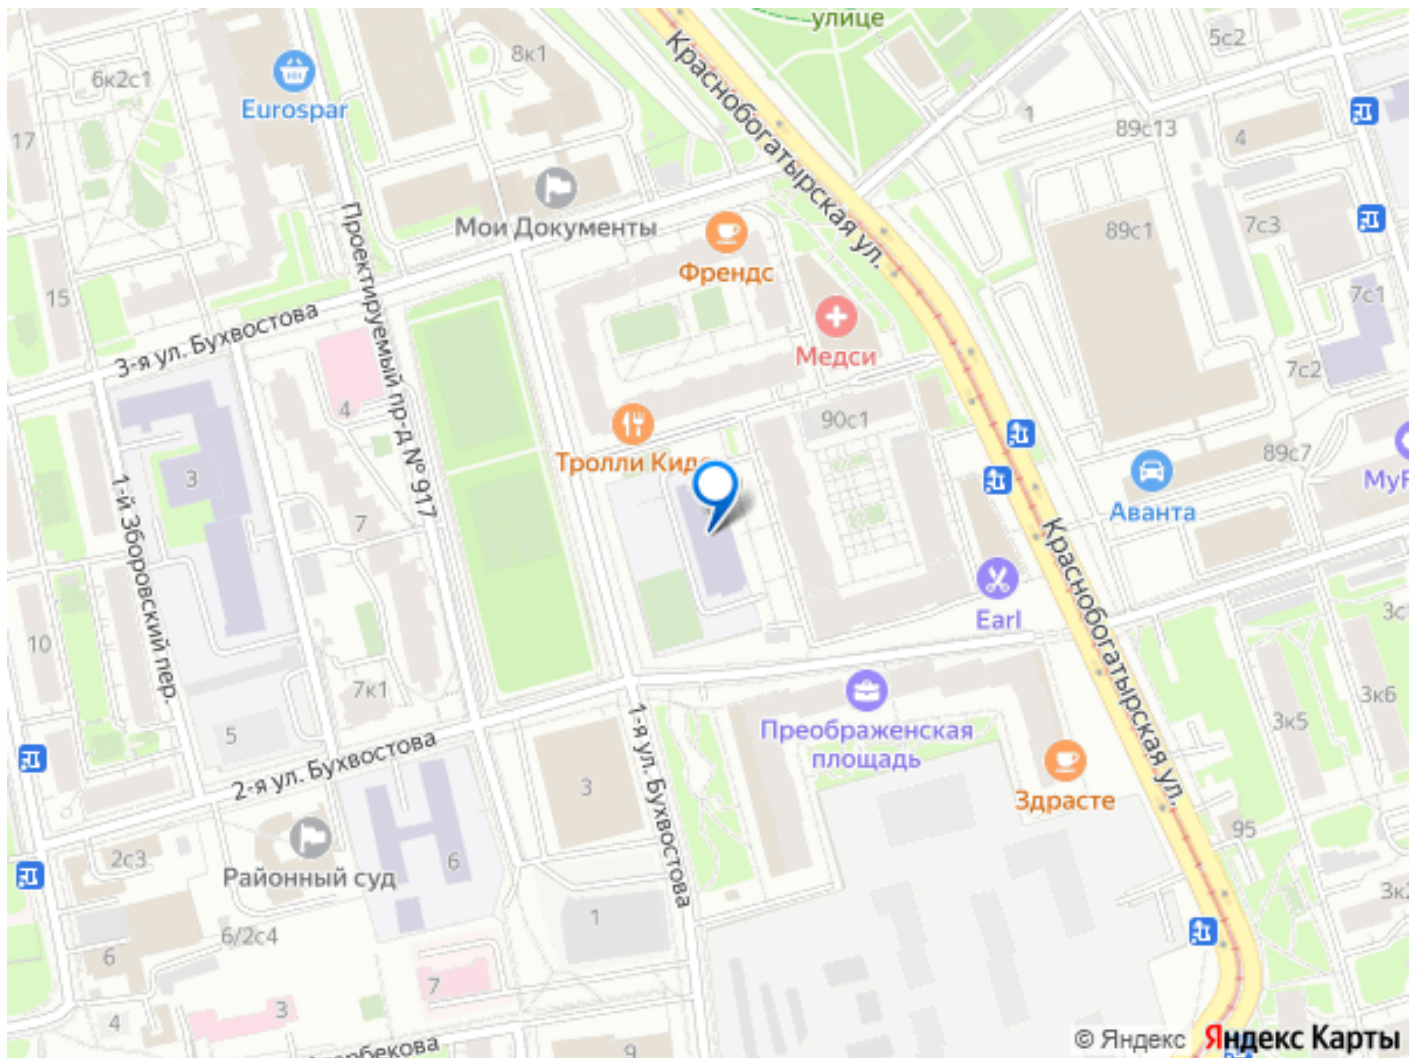 улице
5с2
8к1
6к2с1
Eurospar
Краснобогатырская ул.
1
89с13
4
17
Мои Документы
Френдс
89с1
7с3
Проектируемый пр-д № 917
15
7с1
3-я ул. Бухвостова
Медси
7с2
4
90с1
89с7
Тролли Кидс
3
1-й Зборовский пер.
7
Аванта
Краснобогатырская ул.
Earl
10
7к1
3к6
3к5
Преображенская
площадь
5
2-я ул. Бухвостова
1-я ул. Бухвостова
3
Здрасте
95
2с3
6
Районный суд
1
6/2с4
6
7
3
4
9
© Яндекс Яндекс Карты